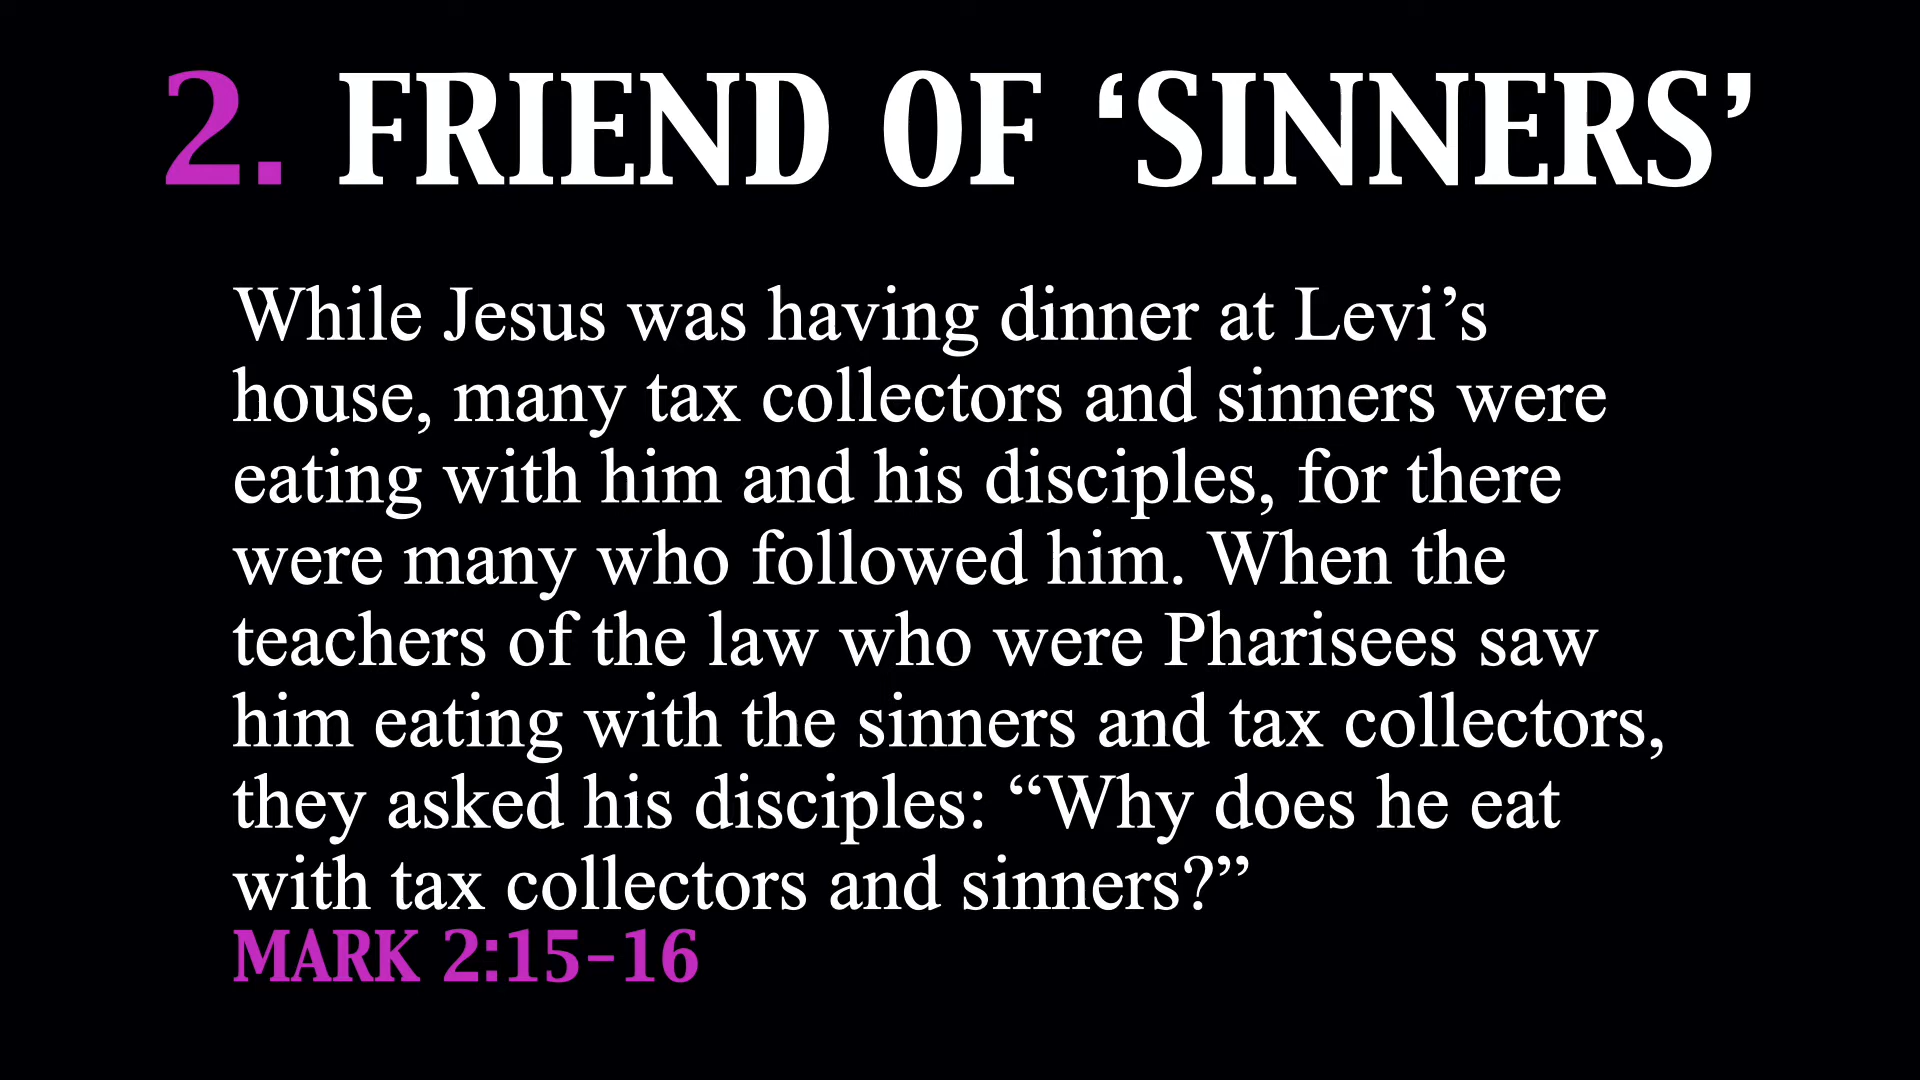 2. FRIEND OF ‘SINNERS’
While Jesus was having dinner at Levi’s
house, many tax collectors and sinners were
eating with him and his disciples, for there
were many who followed him. When the
teachers of the law who were Pharisees saw
him eating with the sinners and tax collectors,
they asked his disciples: “Why does he eat
with tax collectors and sinners?”
MARK 2:15-16